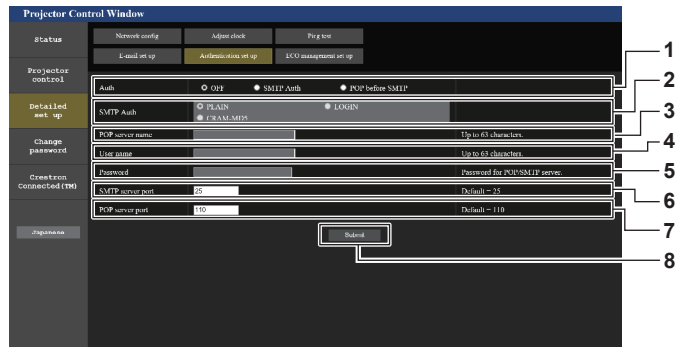 Projector Control Window
Status
Network config
Adjust clock
Ping test
E-mail set up
Authentication set up
ECO management set up
Projector control
Detailed set up
Change password
Crestron Connected(TM)
Japanese
Auth
OFF
SMTP Auth
POP before SMTP
1
SMTP Auth
PLAIN
LOGIN
CRAM-MD5
2
POP server name
Up to 63 characters.
3
User name
Up to 63 characters.
4
Password
Password for POP/SMTP server.
5
SMTP server port
25
Default = 25
6
POP server port
110
Default = 110
7
Submit
8